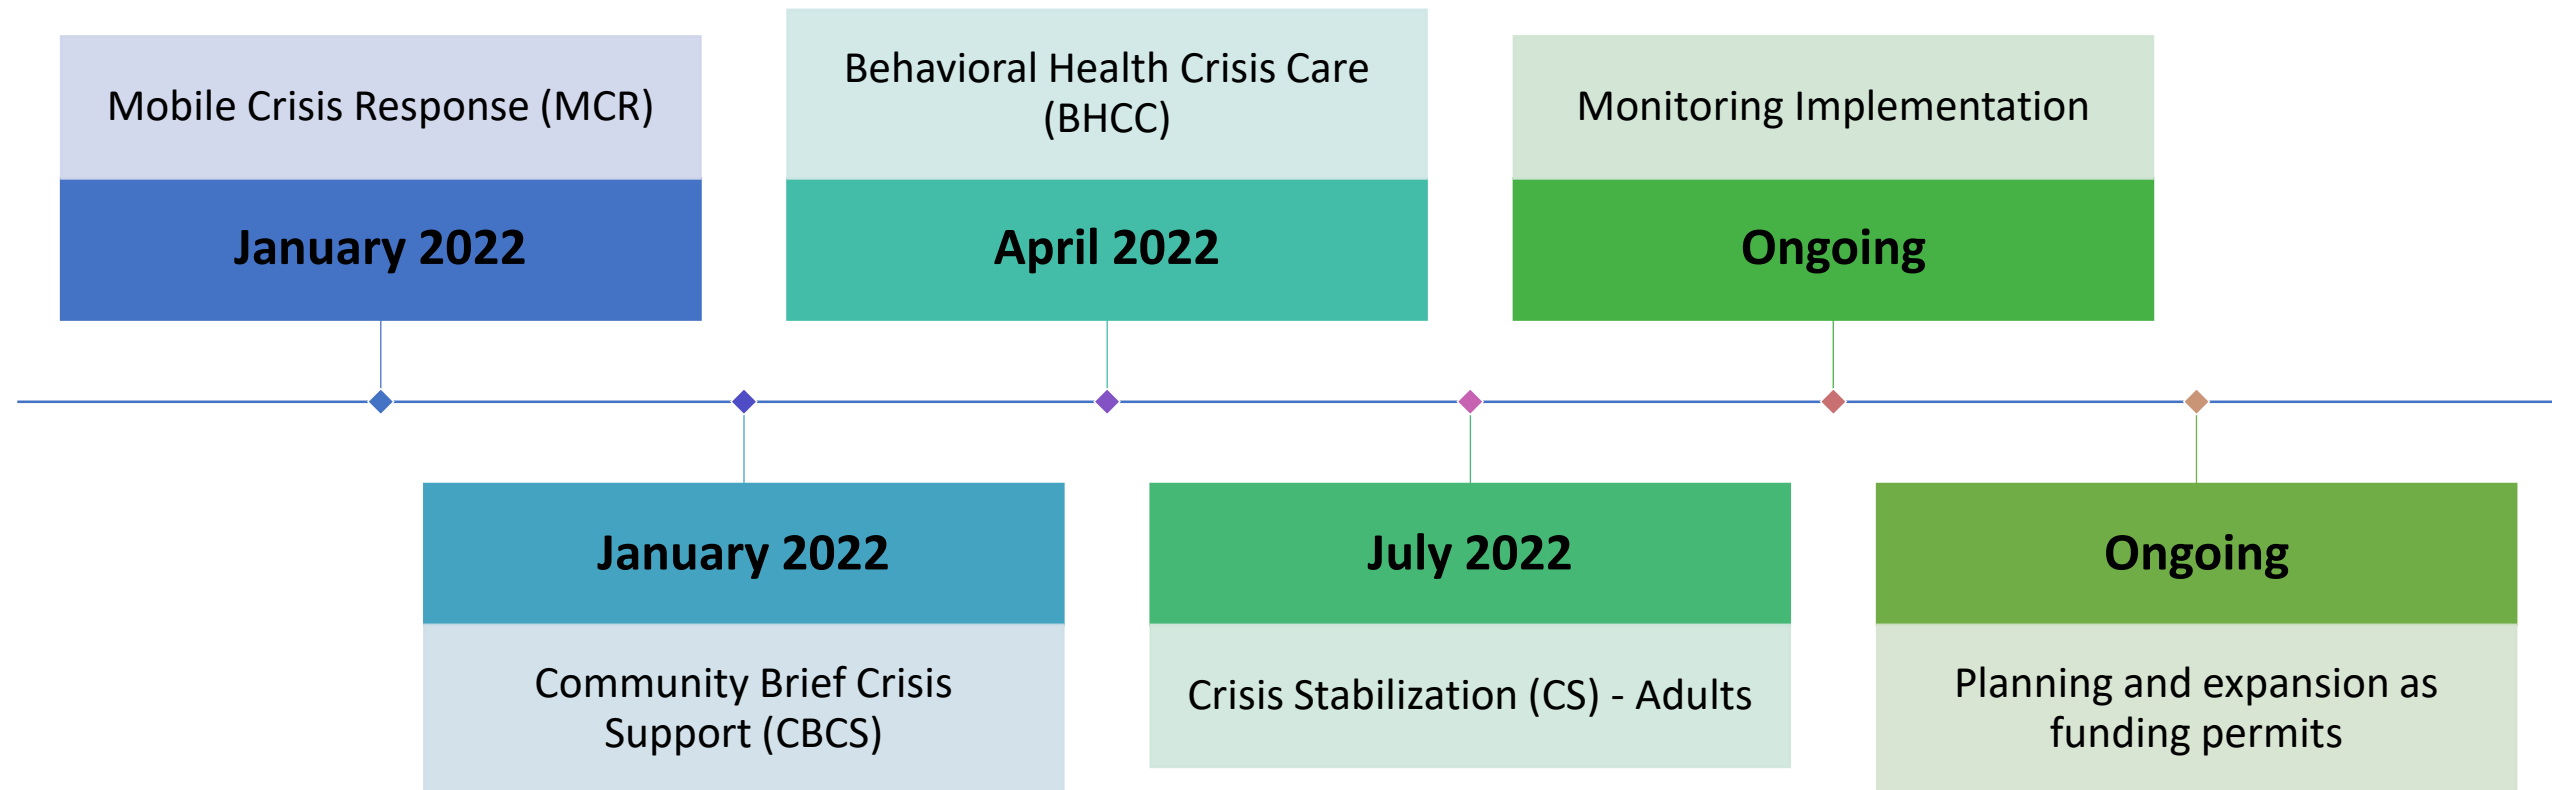 Mobile Crisis Response (MCR)
January 2022
January 2022
Community Brief Crisis
Support (CBCS)
Behavioral Health Crisis Care
(BHCC)
April 2022
July 2022
Crisis Stabilization (CS) - Adults
Monitoring Implementation
Ongoing
Ongoing
Planning and expansion as
funding permits